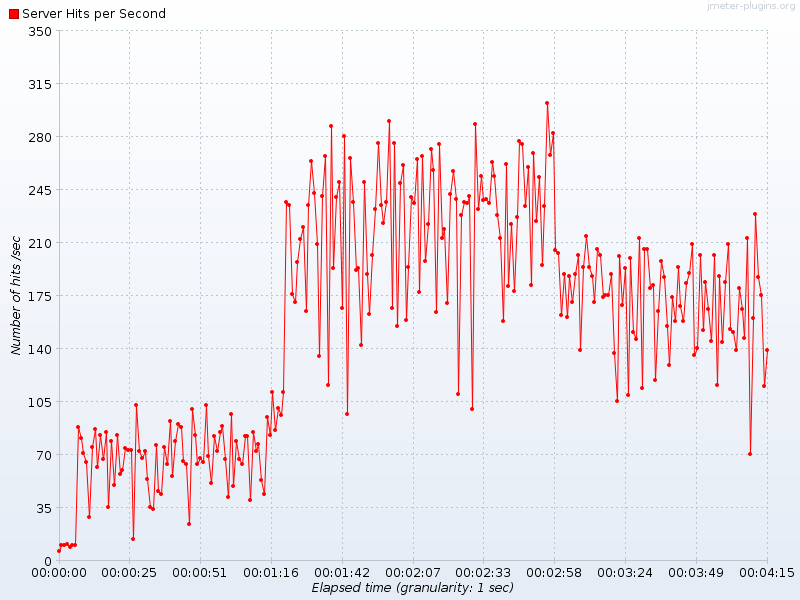 jmeter-plugins.org
Server Hits per Second
350
315
280
245
210
175
140
105
70
35
0
Number of hits /sec
00:00:00 00:00:25 00:00:51 00:01:16 00:01:42 00:02:07 00:02:33 00:02:58 00:03:24 00:03:49 00:04:15
Elapsed time (granularity: 1 sec)